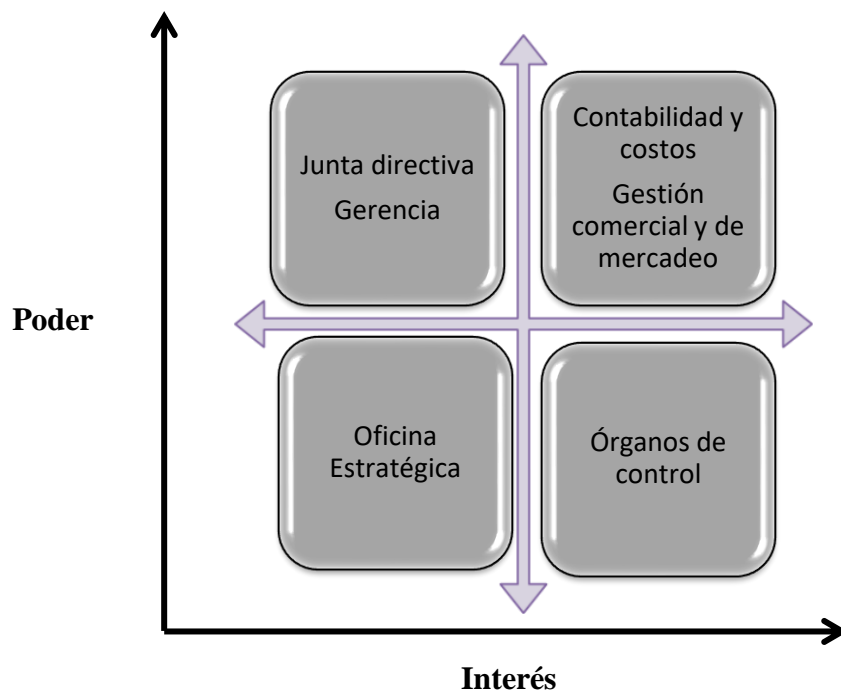 Junta directiva
Gerencia
Contabilidad y
costos
Gestión
comercial y de
mercadeo
Poder
Oficina
Estratégica
Órganos de
control
Interés